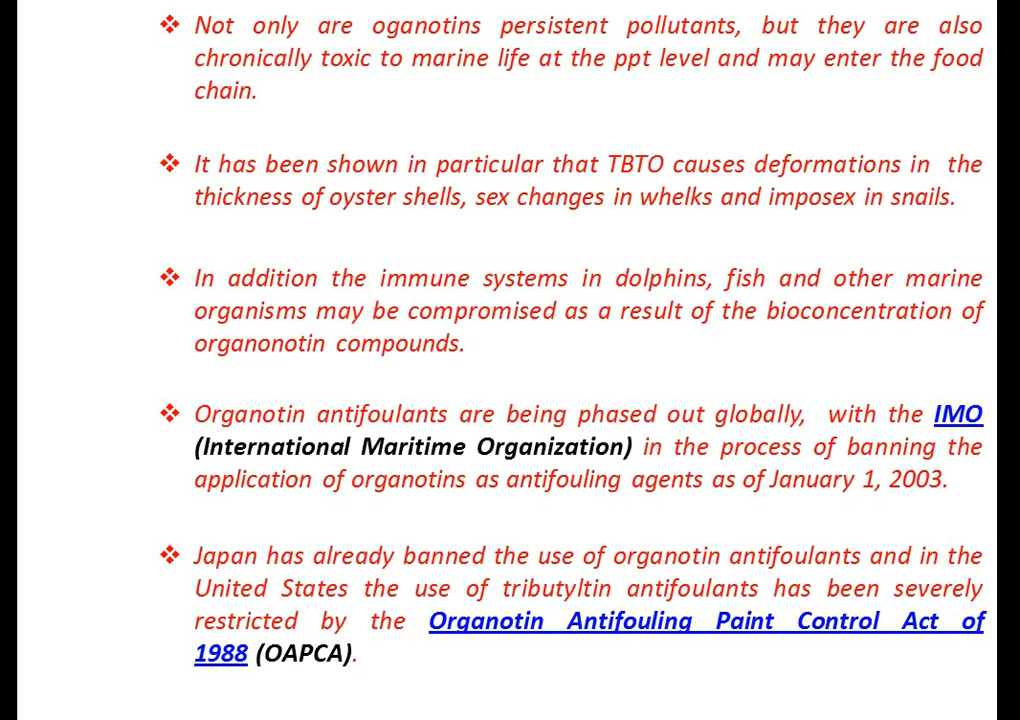 ❖ Not only are oganotins persistent pollutants, but they are also
chronically toxic to marine life at the ppt level and may enter the food
chain.
❖ It has been shown in particular that TBTO causes deformations in the
thickness of oyster shells, sex changes in whelks and imposex in snails.
❖ In addition the immune systems in dolphins, fish and other marine
organisms may be compromised as a result of the bioconcentration of
organonotin compounds.
❖ Organotin antifoulants are being phased out globally, with the IMO
(International Maritime Organization) in the process of banning the
application of organotins as antifouling agents as of January 1, 2003.
❖ Japan has already banned the use of organotin antifoulants and in the
United States the use of tributyltin antifoulants has been severely
restricted by the Organotin Antifouling Paint Control Act of
1988 (OAPCA).